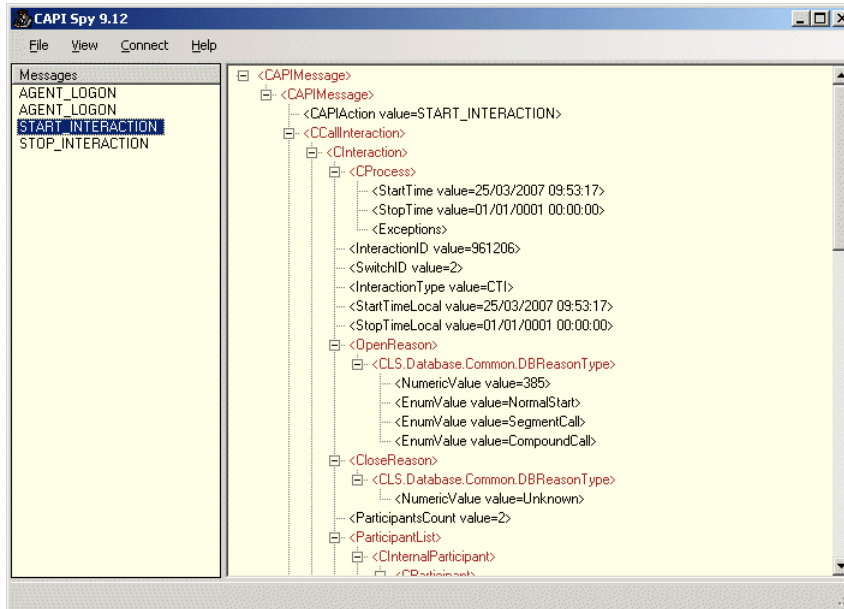 CAPI Spy 9.12
File View Connect Help
Messages
AGENT_LOGON
AGENT_LOGON
START_INTERACTION
STOP_INTERACTION
<CAPIMessage>
<CAPIMessage>
<CAPIAction value=START_INTERACTION>
<CCallInteraction>
<CInteraction>
<CProcess>
<StartTime value=25/03/2007 09:53:17>
<StopTime value=01/01/0001 00:00:00>
<Exceptions>
<InteractionID value=961206>
<SwitchID value=2>
<InteractionType value=CTI>
<StartTimeLocal value=25/03/2007 09:53:17>
<StopTimeLocal value=01/01/0001 00:00:00>
<OpenReason>
<CLS.Database.Common.DBReasonType>
<NumericValue value=385>
<EnumValue value=NormalStart>
<EnumValue value=SegmentCall>
<EnumValue value=CompoundCall>
<CloseReason>
<CLS.Database.Common.DBReasonType>
<NumericValue value=Unknown>
<ParticipantsCount value=2>
<ParticipantList>
<CInternalParticipant>
<CParticipant>